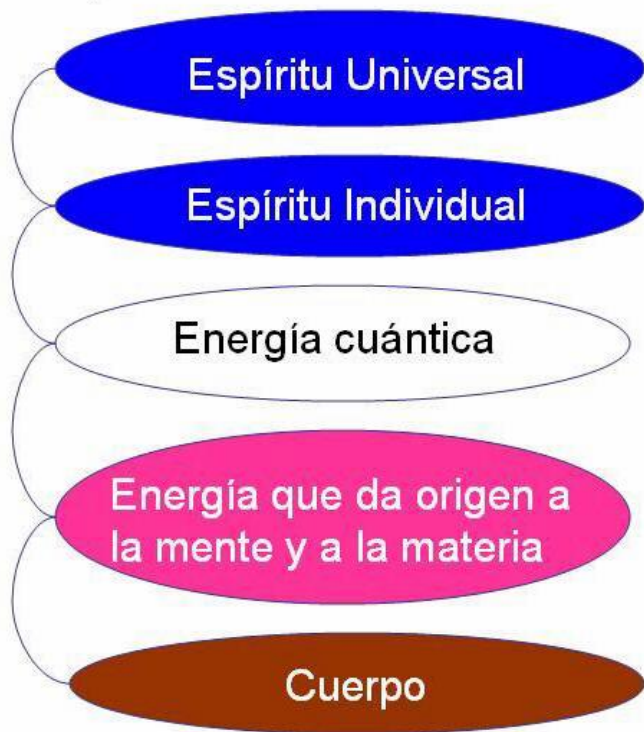 Espíritu Universal
Espíritu Individual
Energía cuántica
Energía que da origen a
la mente y a la materia
Cuerpo